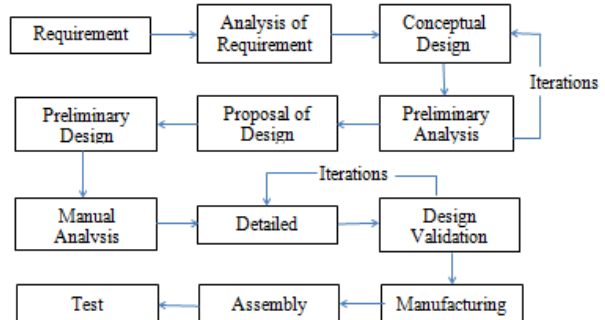 Requirement
Analysis of
Requirement
Conceptual
Design
Iterations
Preliminary
Design
Proposal of
Design
Preliminary
Analysis
Iterations
Manual
Analysis
Detailed
Design
Validation
Test
Assembly
Manufacturing